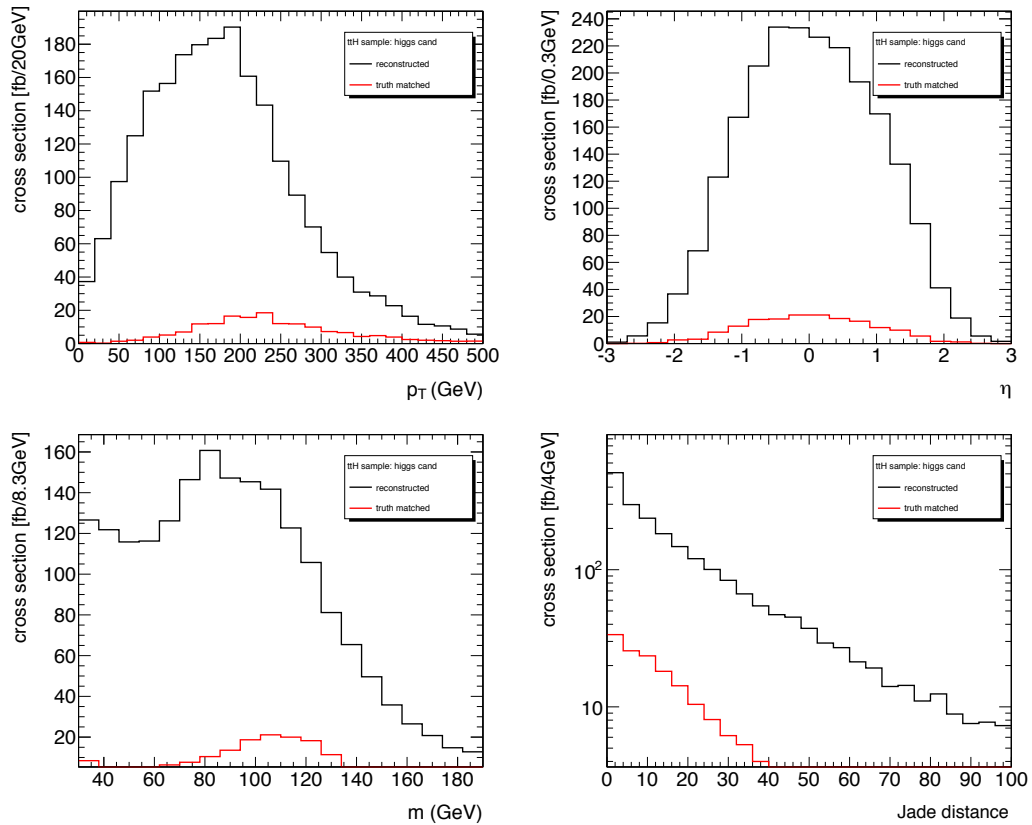 cross section [fb/20GeV]
180
160
140
120
100
80
60
40
20
0
0 50 100 150 200 250 300 350 400 450 500
p_T (GeV)
ttH sample: higgs cand
reconstructed
truth matched
cross section [fb/0.3GeV]
240
220
200
180
160
140
120
100
80
60
40
20
0
-3 -2 -1 0 1 2 3
η
ttH sample: higgs cand
reconstructed
truth matched
cross section [fb/8.3GeV]
160
140
120
100
80
60
40
20
40 60 80 100 120 140 160 180
m (GeV)
ttH sample: higgs cand
reconstructed
truth matched
cross section [fb/4GeV]
10²
10
0 10 20 30 40 50 60 70 80 90 100
Jade distance
ttH sample: higgs cand
reconstructed
truth matched